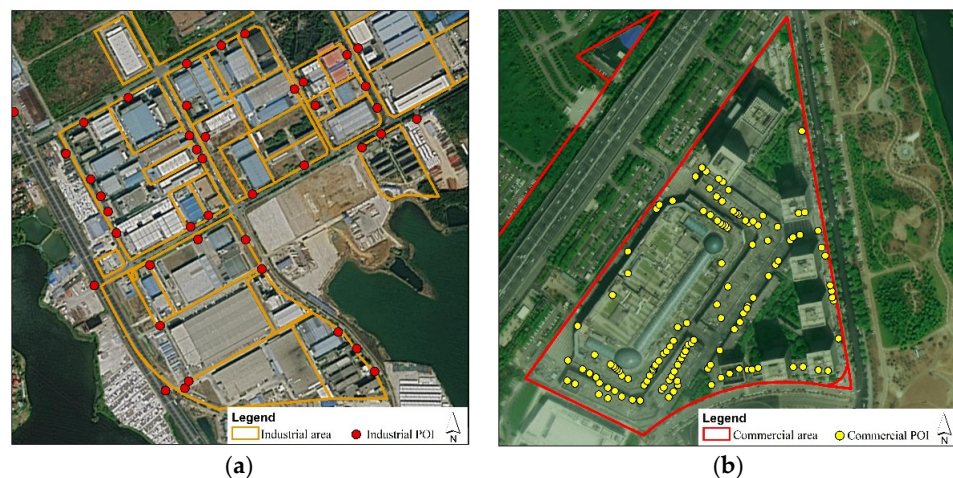 Legend
Industrial area
Industrial POI
N
Legend
Commercial area
Commercial POI
N
(a)
(b)